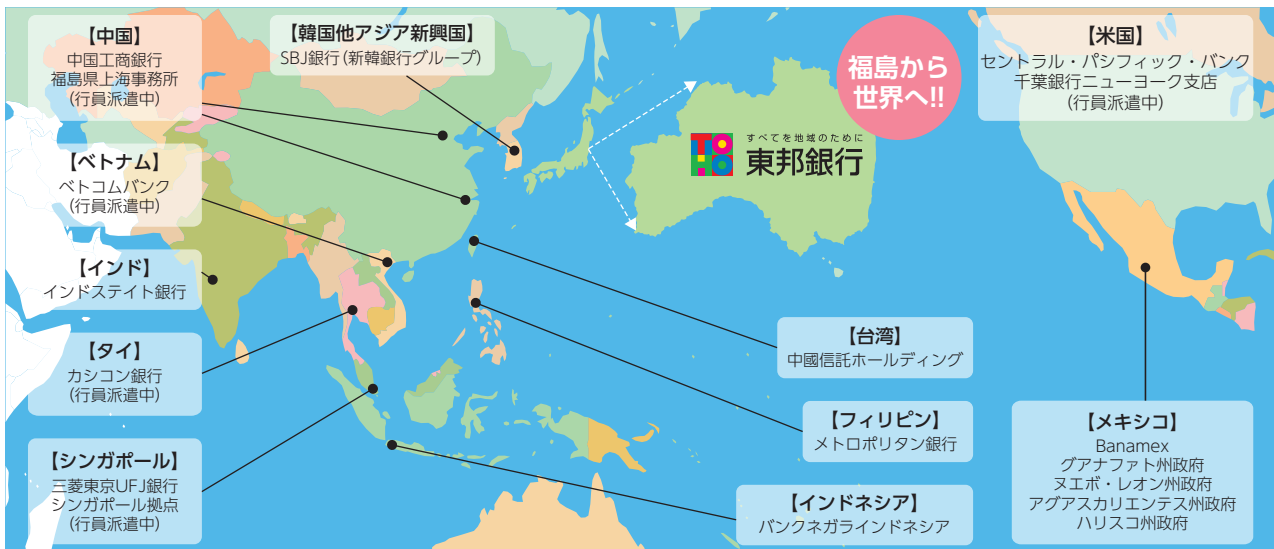 【中国】
中国工商銀行
福島県上海事務所
(行員派遣中)
【韓国他アジア新興国】
SBJ銀行(新韓銀行グループ)
福島から
世界へ!!
【米国】
セントラル・パシフィック・バンク
千葉銀行ニューヨーク支店
(行員派遣中)
TOHO
すべてを地域のために
東邦銀行
【ベトナム】
ベトコムバンク
(行員派遣中)
【インド】
インドステイト銀行
【タイ】
カシコン銀行
(行員派遣中)
【シンガポール】
三菱東京UFJ銀行
シンガポール拠点
(行員派遣中)
【台湾】
中國信託ホールディング
【フィリピン】
メトロポリタン銀行
【インドネシア】
バンクネガラインドネシア
【メキシコ】
Banamex
グアナファト州政府
ヌエボ・レオン州政府
アグアスカリエンテス州政府
ハリスコ州政府